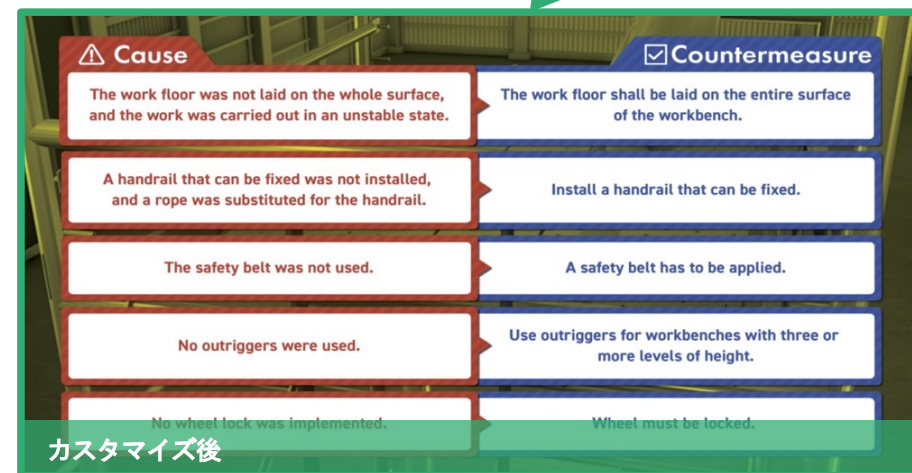 Cause
Countermeasure
The work floor was not laid on the whole surface,
and the work was carried out in an unstable state.
The work floor shall be laid on the entire surface
of the workbench.
A handrail that can be fixed was not installed,
and a rope was substituted for the handrail.
Install a handrail that can be fixed.
The safety belt was not used.
A safety belt has to be applied.
No outriggers were used.
Use outriggers for workbenches with three or
more levels of height.
No wheel lock was implemented.
Wheel must be locked.
カスタマイズ後